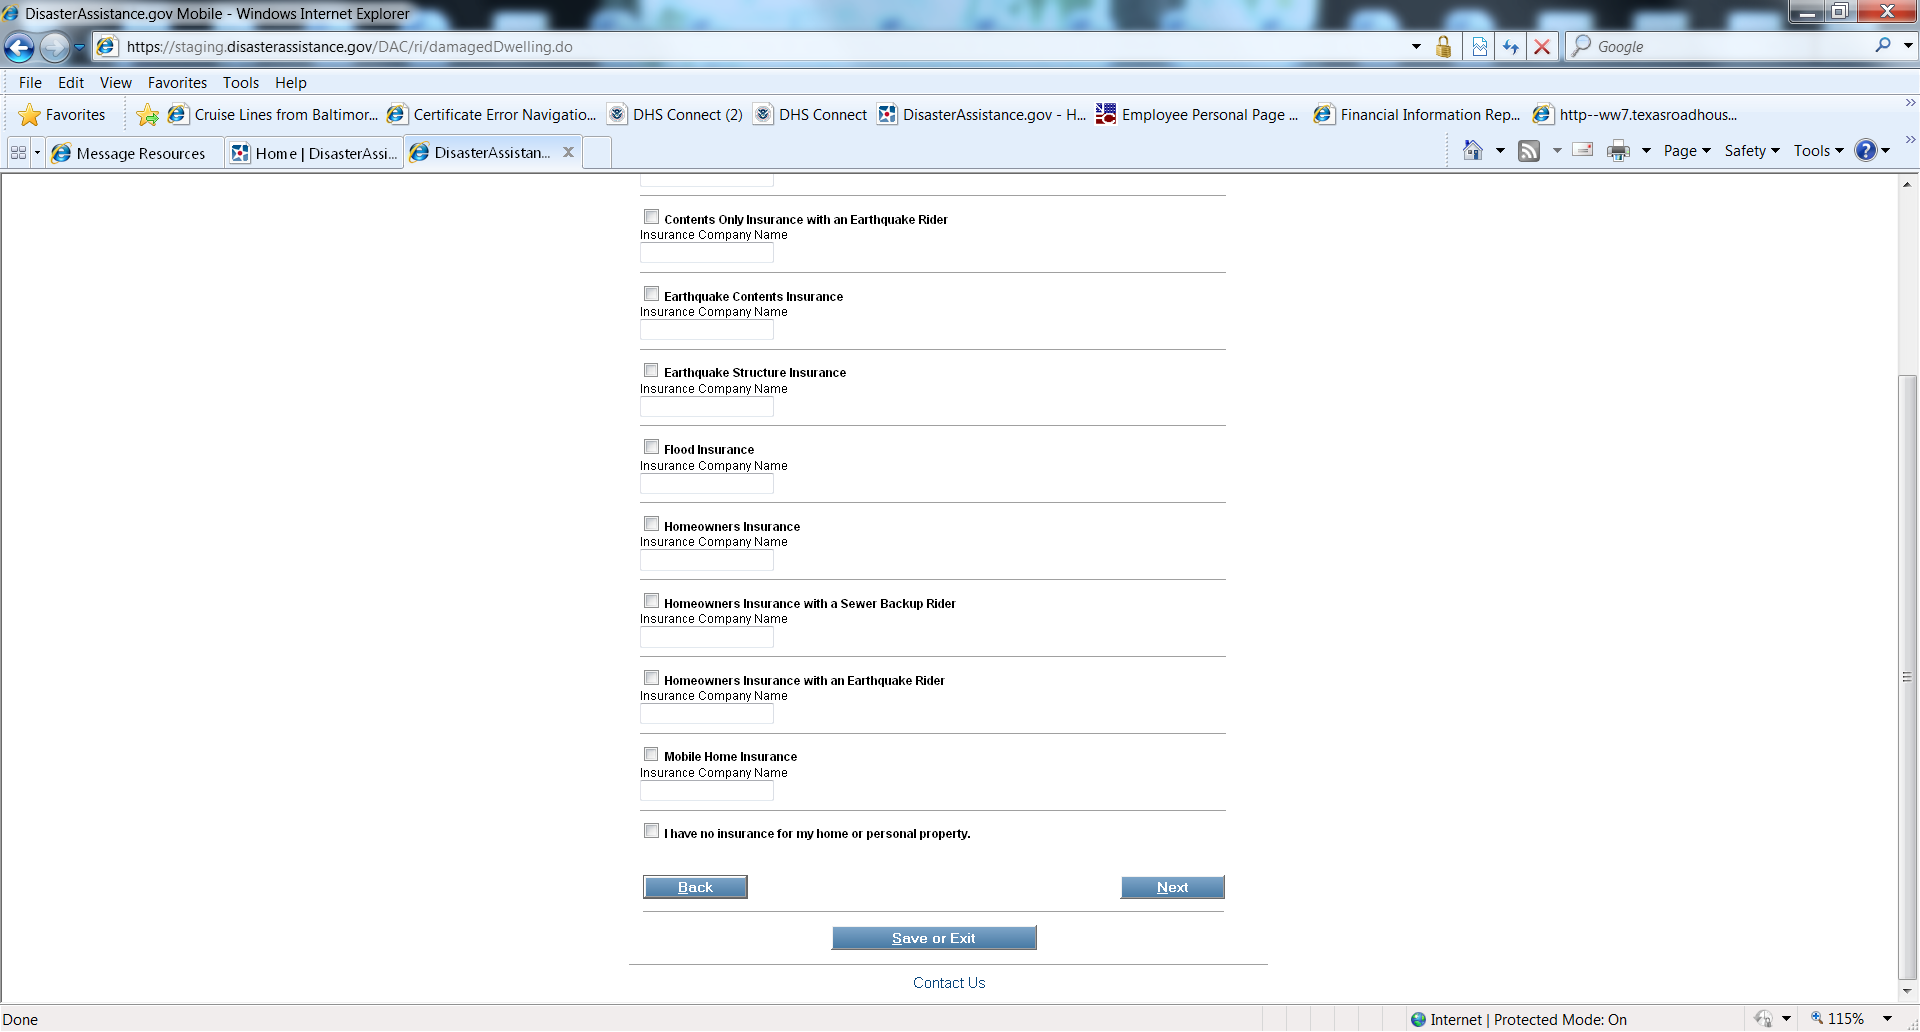 DisasterAssistance.gov Mobile - Windows Internet Explorer
https://staging.disasterassistance.gov/DAC/ri/damagedDwelling.do
Google
File Edit View Favorites Tools Help
Favorites Cruise Lines from Baltimor... Certificate Error Navigatio... DHS Connect (2) DHS Connect DisasterAssistance.gov - H... Employee Personal Page ... Financial Information Rep... http--ww7.texasroadhous...
Message Resources Home | DisasterAssi... DisasterAssistan... Page Safety Tools
Contents Only Insurance with an Earthquake Rider
Insurance Company Name
Earthquake Contents Insurance
Insurance Company Name
Earthquake Structure Insurance
Insurance Company Name
Flood Insurance
Insurance Company Name
Homeowners Insurance
Insurance Company Name
Homeowners Insurance with a Sewer Backup Rider
Insurance Company Name
Homeowners Insurance with an Earthquake Rider
Insurance Company Name
Mobile Home Insurance
Insurance Company Name
I have no insurance for my home or personal property.
Back Next
Save or Exit
Contact Us
Done Internet | Protected Mode: On 115%